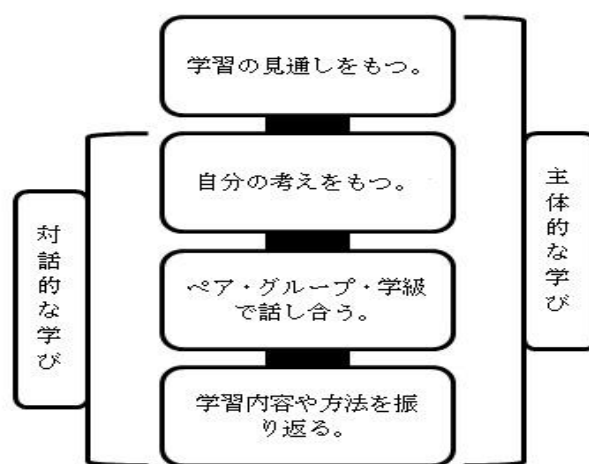 学習の見通しをもつ。
自分の考えをもつ。
ペア・グループ・学級
で話し合う。
学習内容や方法を振
り返る。
対話的な学び
主体的な学び